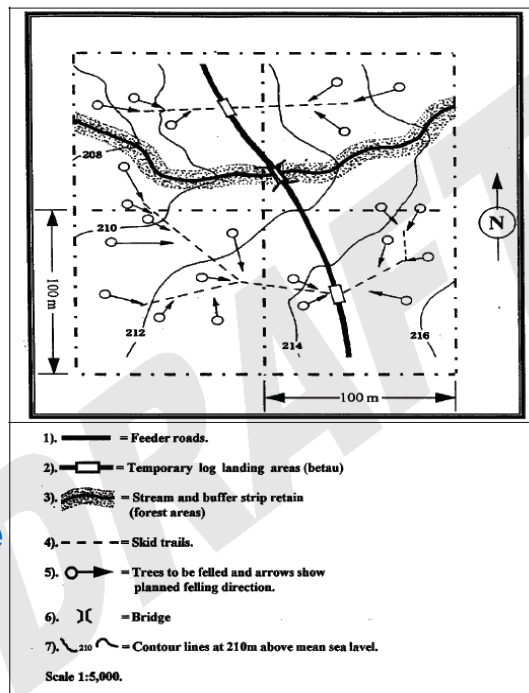 208
210
212
214
216
N
100 m
100 m
1). = Feeder roads.
2). = Temporary log landing areas (betau)
3). = Stream and buffer strip retain
(forest areas)
4). = Skid trails.
5). = Trees to be felled and arrows show
planned felling direction.
6). = Bridge
7). 210 = Contour lines at 210m above mean sea lavel.
Scale 1:5,000.
DRAFT
e